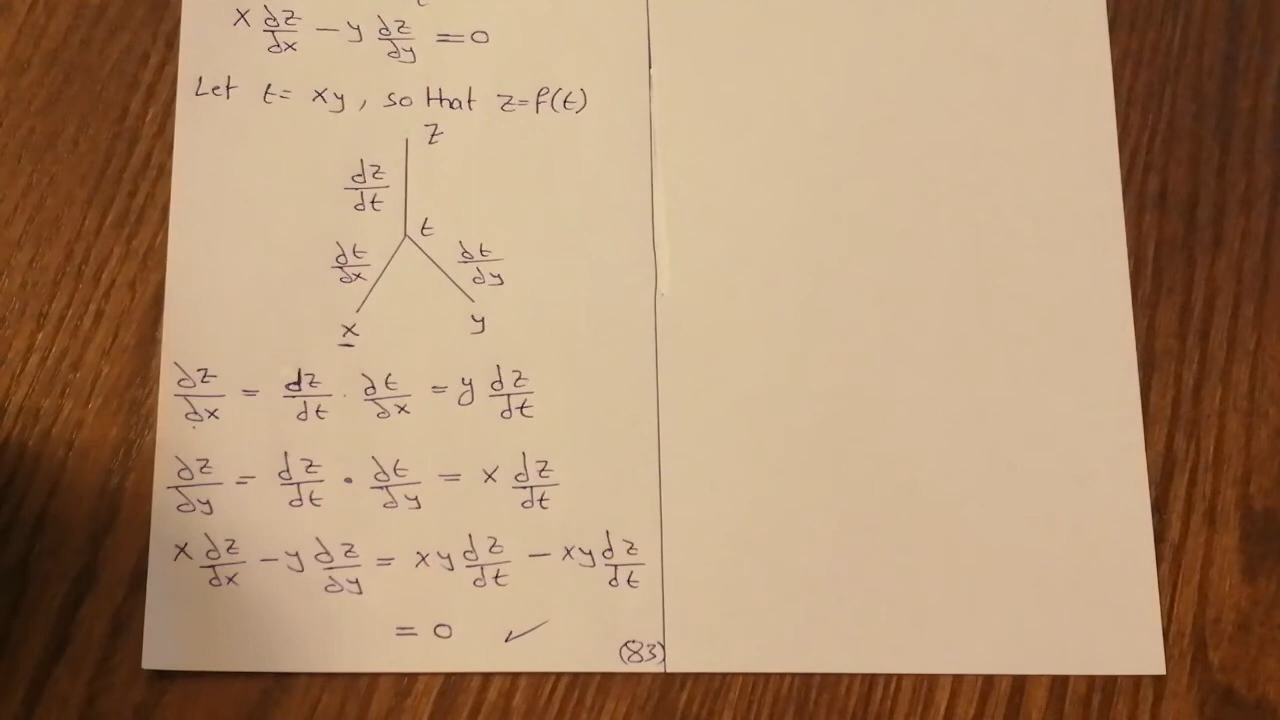 x ∂z/∂x - y ∂z/∂y = 0
Let t = xy, so that z = f(t)
z
dz/dt
t
∂t/∂x ∂t/∂y
x y
∂z/∂x = dz/dt · ∂t/∂x = y dz/dt
∂z/∂y = dz/dt · ∂t/∂y = x dz/dt
x ∂z/∂x - y ∂z/∂y = xy dz/dt - xy dz/dt
= 0 ✓
(83)